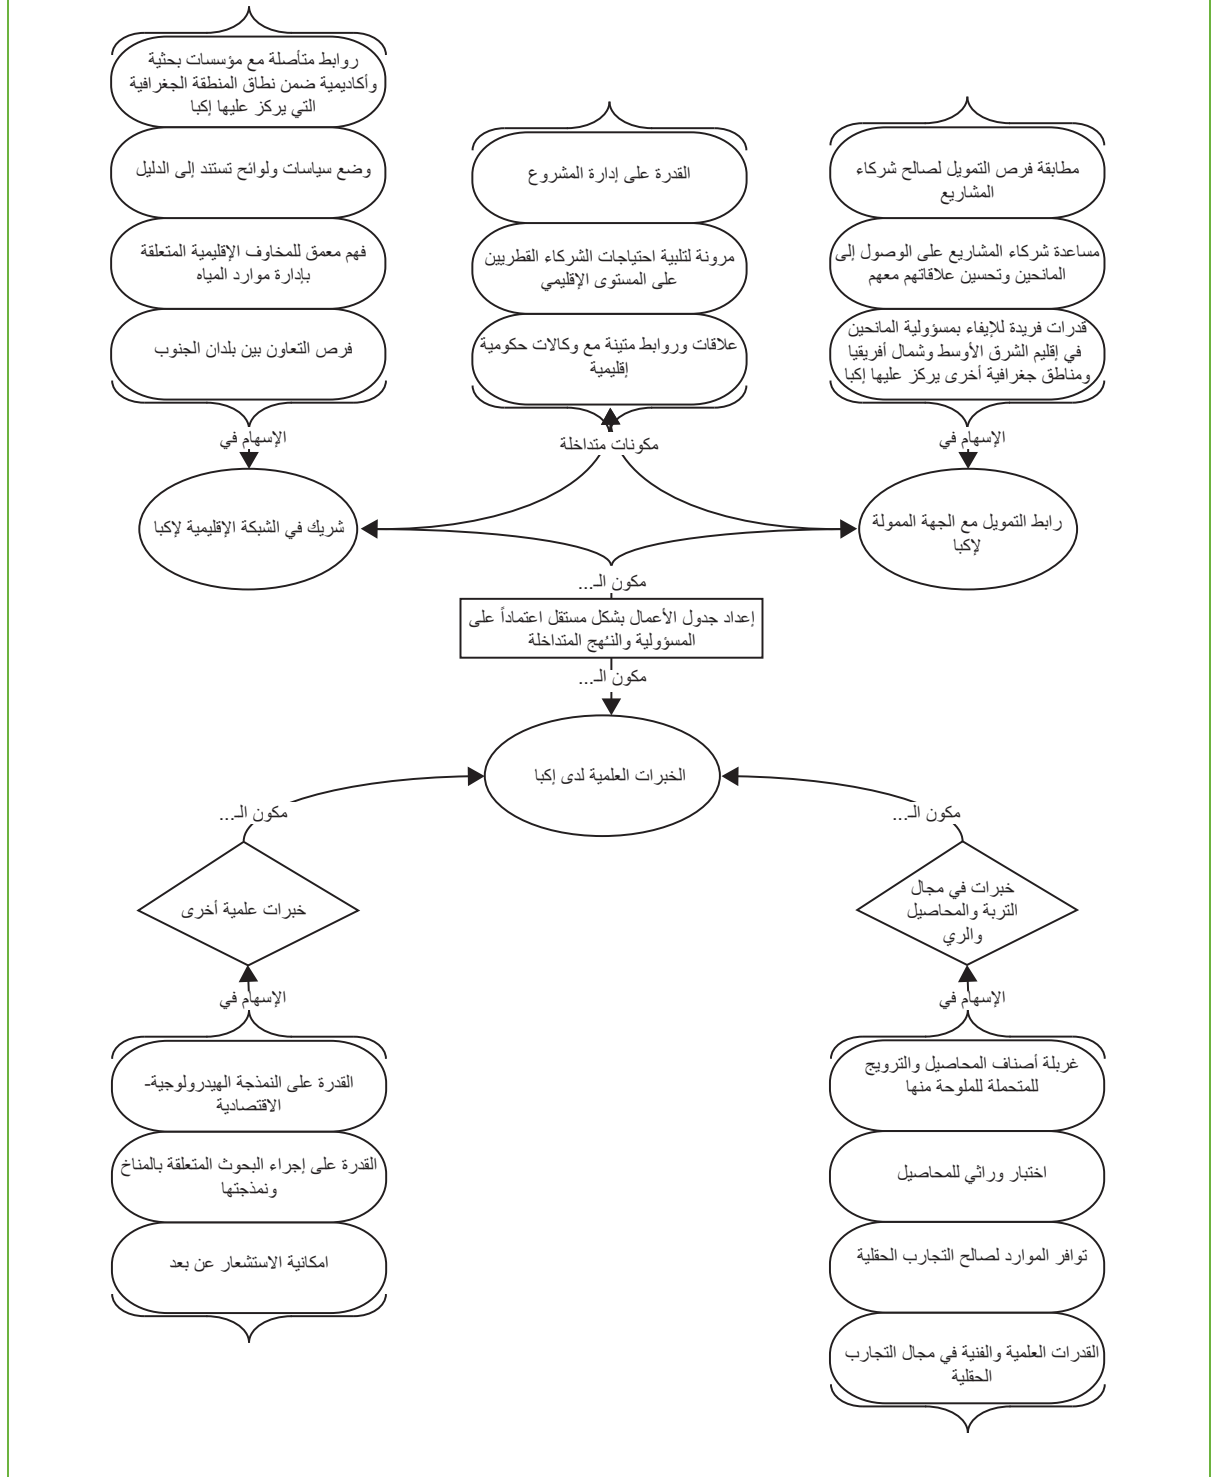 روابط متأصلة مع مؤسسات بحثية
وأكاديمية ضمن نطاق المنطقة الجغرافية
التي يركز عليها إكبا
وضع سياسات ولوائح تستند إلى الدليل
فهم معمق للمخاوف الإقليمية المتعلقة
بإدارة موارد المياه
فرص التعاون بين بلدان الجنوب
القدرة على إدارة المشروع
مرونة لتلبية احتياجات الشركاء القطريين
على المستوى الإقليمي
علاقات وروابط متينة مع وكالات حكومية
إقليمية
مطابقة فرص التمويل لصالح شركاء
المشاريع
مساعدة شركاء المشاريع على الوصول إلى
المانحين وتحسين علاقاتهم معهم
قدرات فريدة للإيفاء بمسؤولية المانحين
في إقليم الشرق الأوسط وشمال أفريقيا
ومناطق جغرافية أخرى يركز عليها إكبا
الإسهام في
مكونات متداخلة
الإسهام في
شريك في الشبكة الإقليمية لإكبا
رابط التمويل مع الجهة الممولة
لإكبا
مكون الـ...
إعداد جدول الأعمال بشكل مستقل اعتماداً على
المسؤولية والنـُهج المتداخلة
مكون الـ...
الخبرات العلمية لدى إكبا
مكون الـ...
مكون الـ...
خبرات علمية أخرى
خبرات في مجال
التربة والمحاصيل
والري
الإسهام في
الإسهام في
القدرة على النمذجة الهيدرولوجية-
الاقتصادية
القدرة على إجراء البحوث المتعلقة بالمناخ
ونمذجتها
امكانية الاستشعار عن بعد
غربلة أصناف المحاصيل والترويج
للمتحملة للملوحة منها
اختبار وراثي للمحاصيل
توافر الموارد لصالح التجارب الحقلية
القدرات العلمية والفنية في مجال التجارب
الحقلية